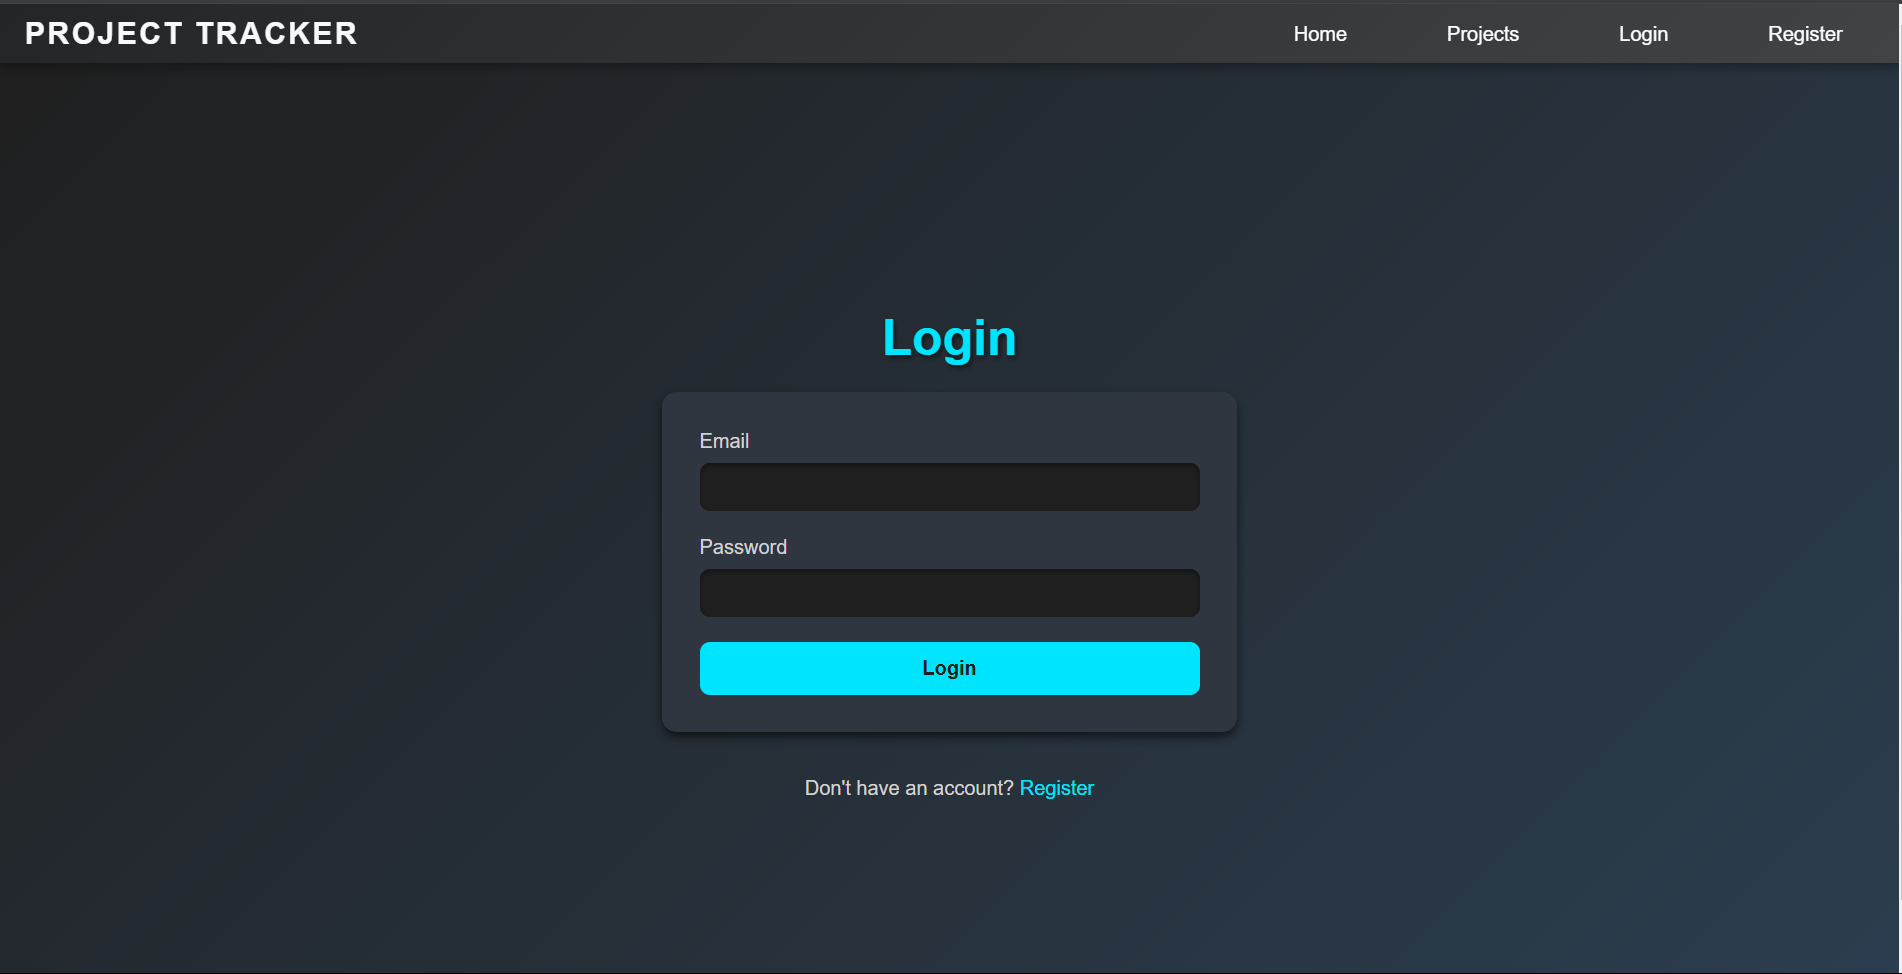 PROJECT TRACKER Home Projects Login Register
Login
Email
Password
Login
Don't have an account? Register